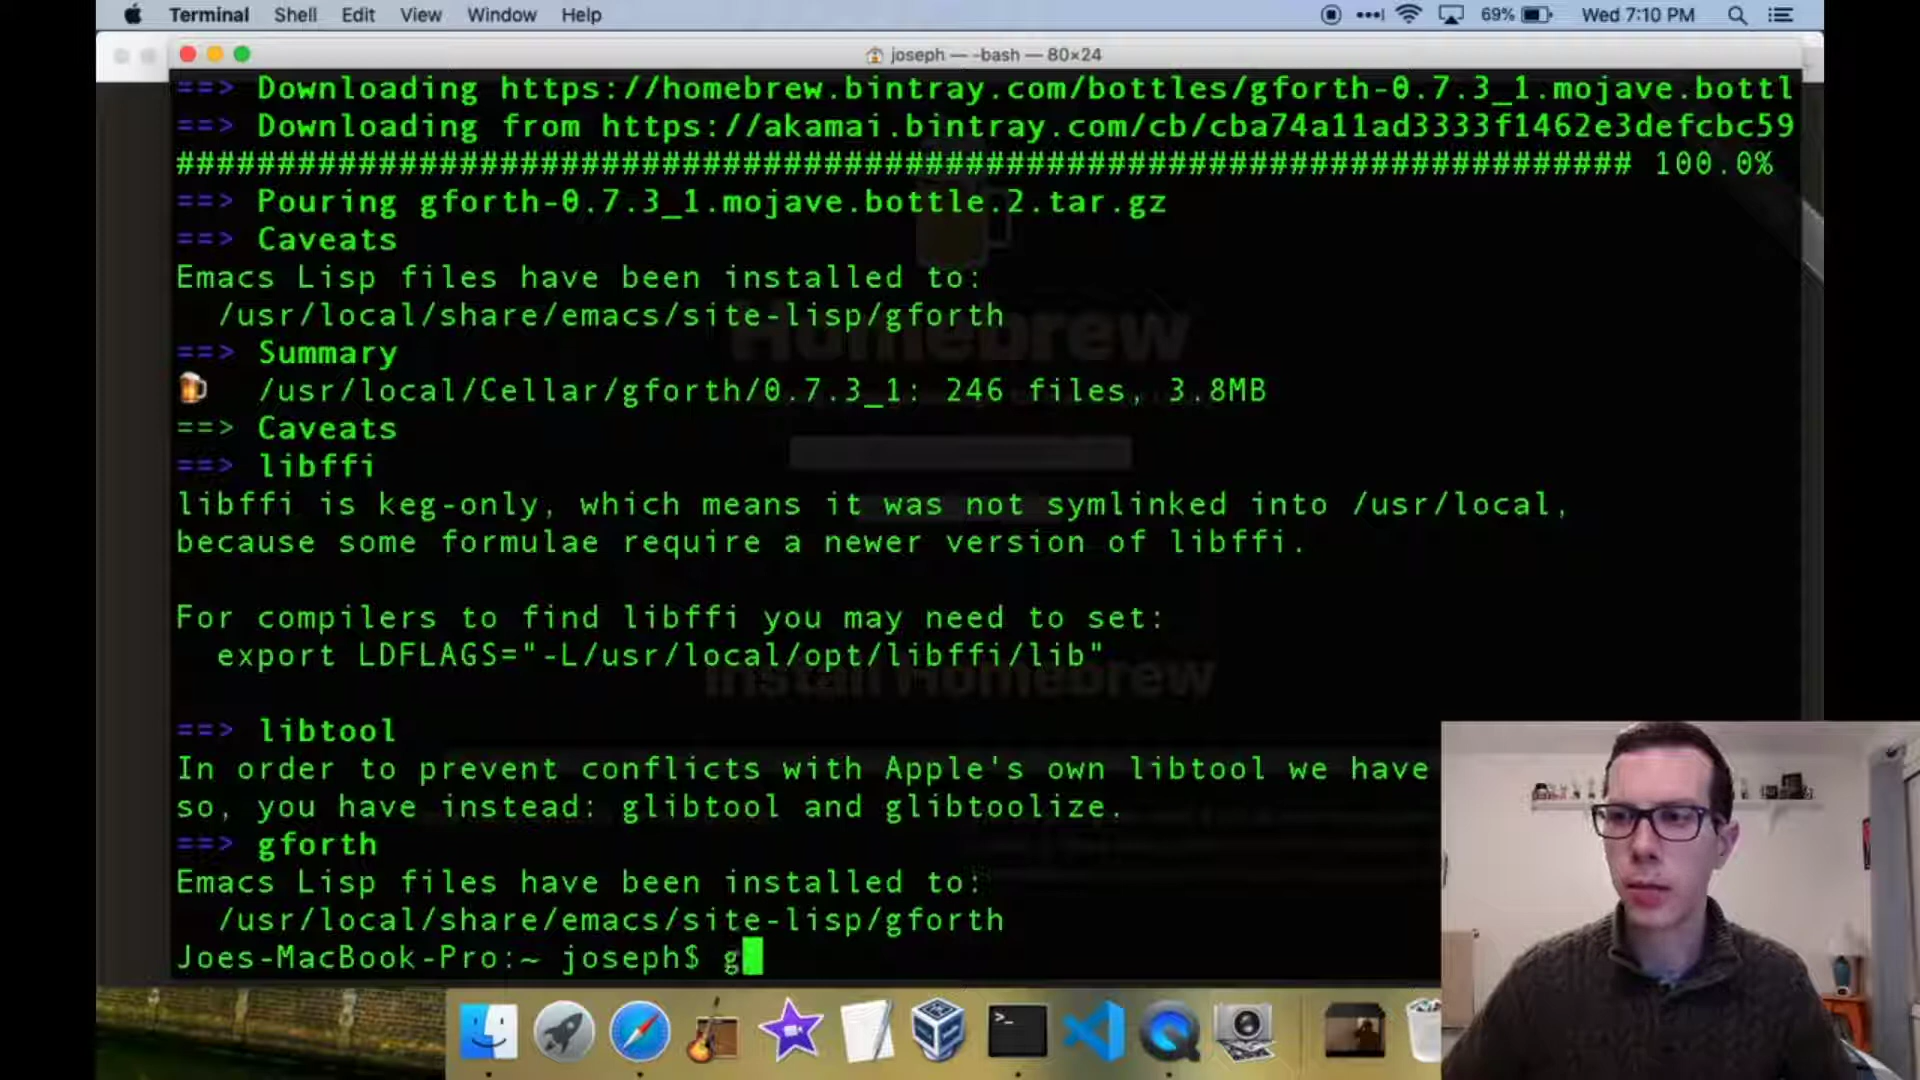 Terminal Shell Edit View Window Help 69% Wed 7:10 PM
joseph — -bash — 80×24
==> Downloading https://homebrew.bintray.com/bottles/gforth-0.7.3_1.mojave.bottl
==> Downloading from https://akamai.bintray.com/cb/cba74a11ad3333f1462e3defcbc59
######################################################################## 100.0%
==> Pouring gforth-0.7.3_1.mojave.bottle.2.tar.gz
==> Caveats
Emacs Lisp files have been installed to:
/usr/local/share/emacs/site-lisp/gforth
Homebrew
==> Summary
/usr/local/Cellar/gforth/0.7.3_1: 246 files, 3.8MB
==> Caveats
==> libffi
libffi is keg-only, which means it was not symlinked into /usr/local,
because some formulae require a newer version of libffi.
For compilers to find libffi you may need to set:
export LDFLAGS="-L/usr/local/opt/libffi/lib"
Install Homebrew
==> libtool
In order to prevent conflicts with Apple's own libtool we have
so, you have instead: glibtool and glibtoolize.
==> gforth
Emacs Lisp files have been installed to:
/usr/local/share/emacs/site-lisp/gforth
Joes-MacBook-Pro:~ joseph$ g